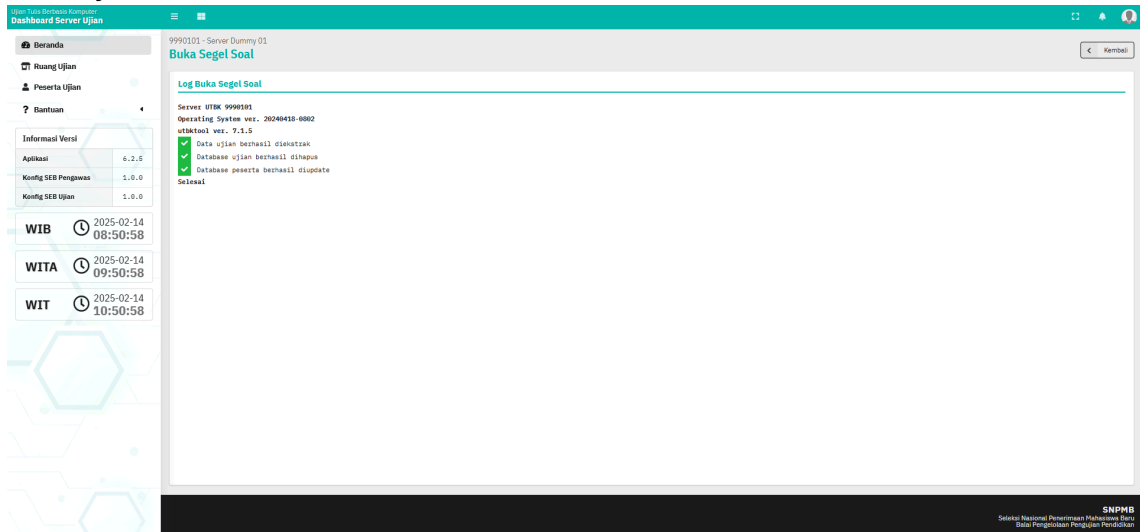 Ujian Tulis Berbasis Komputer
Dashboard Server Ujian
Beranda
Ruang Ujian
Peserta Ujian
Bantuan
Informasi Versi
Aplikasi 6.2.5
Konfig SEB Pengawas 1.0.0
Konfig SEB Ujian 1.0.0
WIB 2025-02-14
08:50:58
WITA 2025-02-14
09:50:58
WIT 2025-02-14
10:50:58
9990101 - Server Dummy 01
Buka Segel Soal
Kembali
Log Buka Segel Soal
Server UTBK 9990101
Operating System ver. 20240418-0802
utbktool ver. 7.1.5
Data ujian berhasil diekstrak
Database ujian berhasil dihapus
Database peserta berhasil diupdate
Selesai
SNPMB
Seleksi Nasional Penerimaan Mahasiswa Baru
Balai Pengelolaan Pengujian Pendidikan